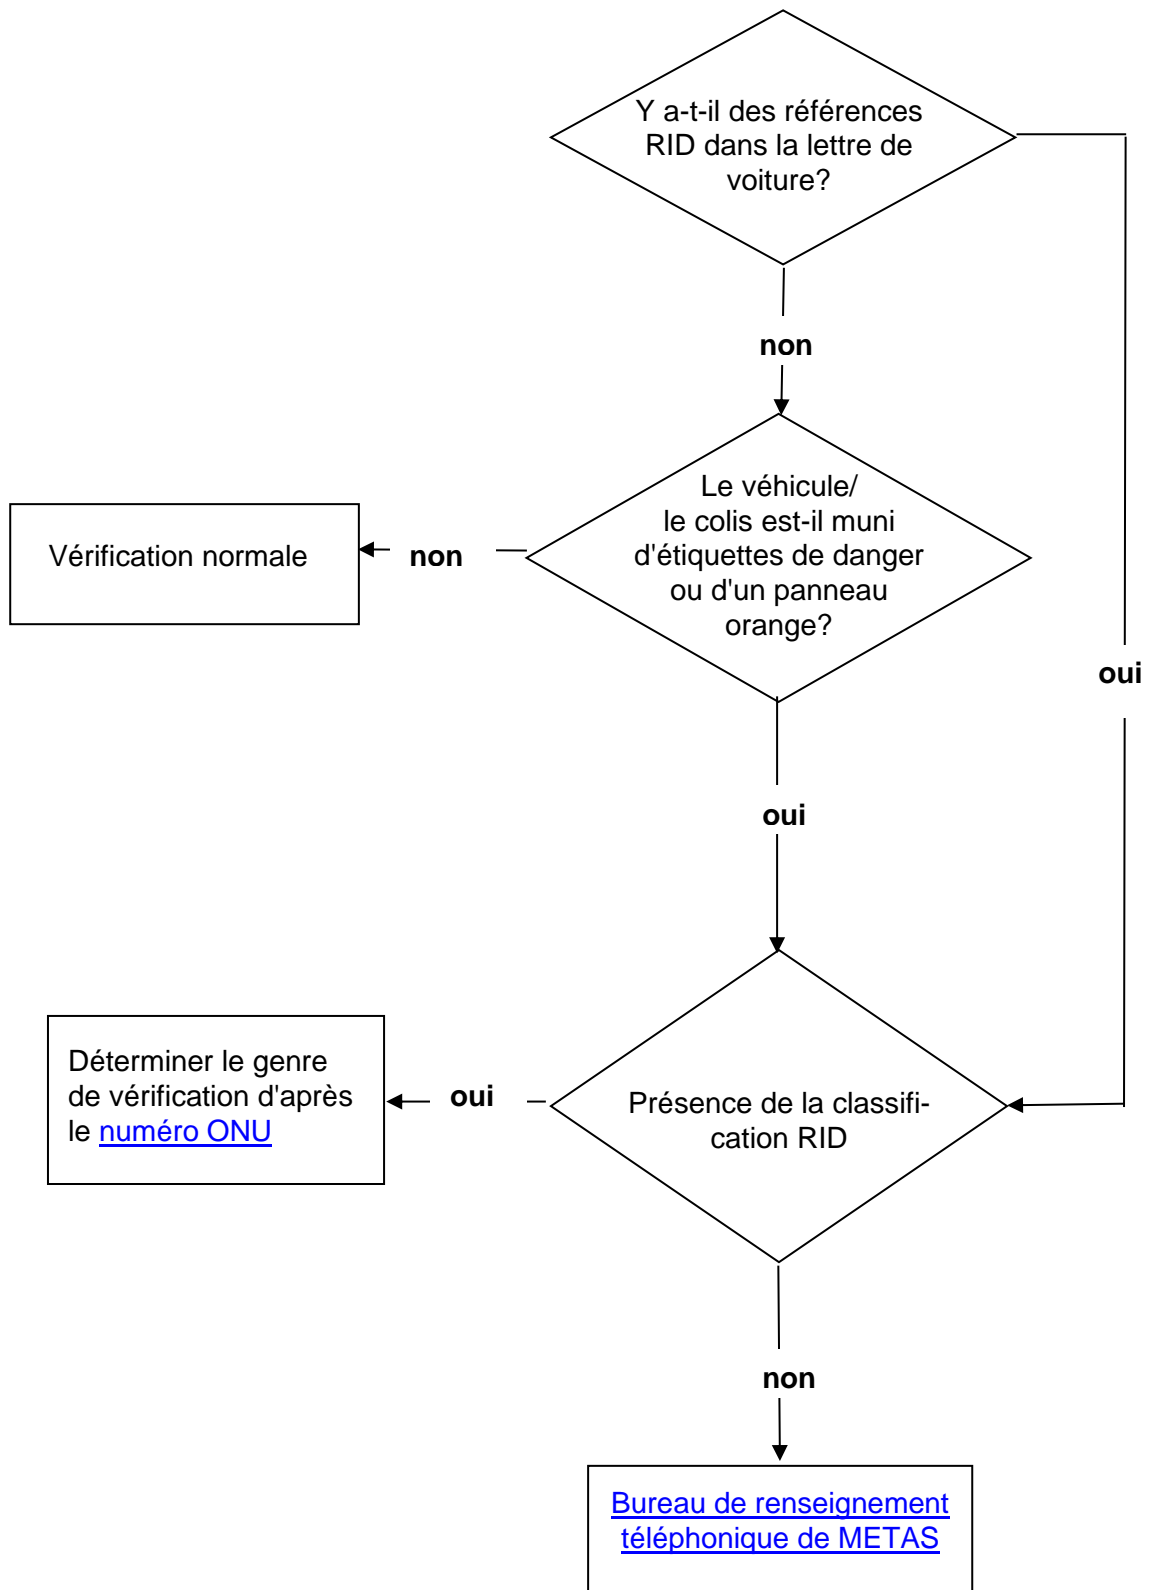 Y a-t-il des références
RID dans la lettre de
voiture?
non
Le véhicule/
le colis est-il muni
d'étiquettes de danger
ou d'un panneau
orange?
non
Vérification normale
oui
oui
Présence de la classifi-
cation RID
oui
Déterminer le genre
de vérification d'après
le numéro ONU
non
Bureau de renseignement
téléphonique de METAS